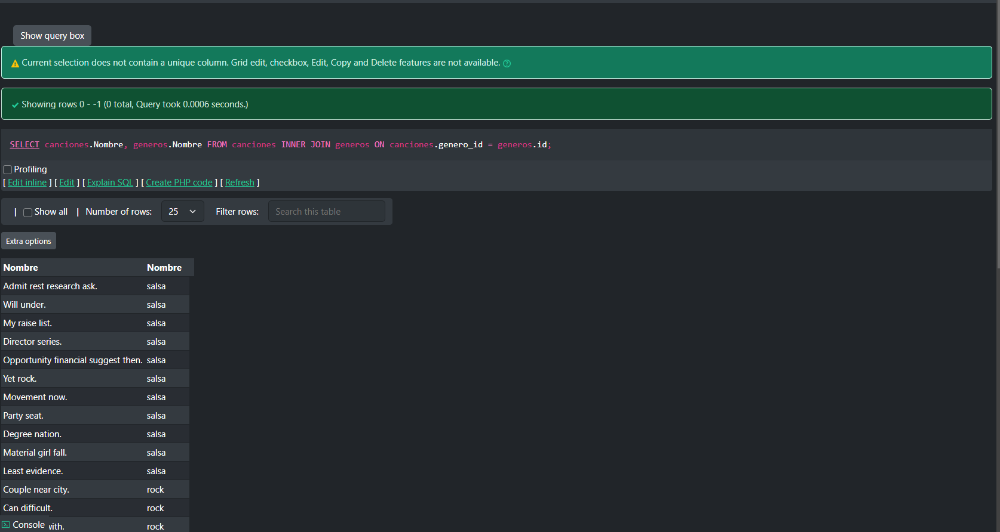 Show query box
Current selection does not contain a unique column. Grid edit, checkbox, Edit, Copy and Delete features are not available.
Showing rows 0 - -1 (0 total, Query took 0.0006 seconds.)
SELECT canciones.Nombre, generos.Nombre FROM canciones INNER JOIN generos ON canciones.genero_id = generos.id;
Profiling
[ Edit inline ] [ Edit ] [ Explain SQL ] [ Create PHP code ] [ Refresh ]
| Show all | Number of rows: 25 Filter rows: Search this table
Extra options
Nombre Nombre
Admit rest research ask. salsa
Will under. salsa
My raise list. salsa
Director series. salsa
Opportunity financial suggest then. salsa
Yet rock. salsa
Movement now. salsa
Party seat. salsa
Degree nation. salsa
Material girl fall. salsa
Least evidence. salsa
Couple near city. rock
Can difficult. rock
Console rock